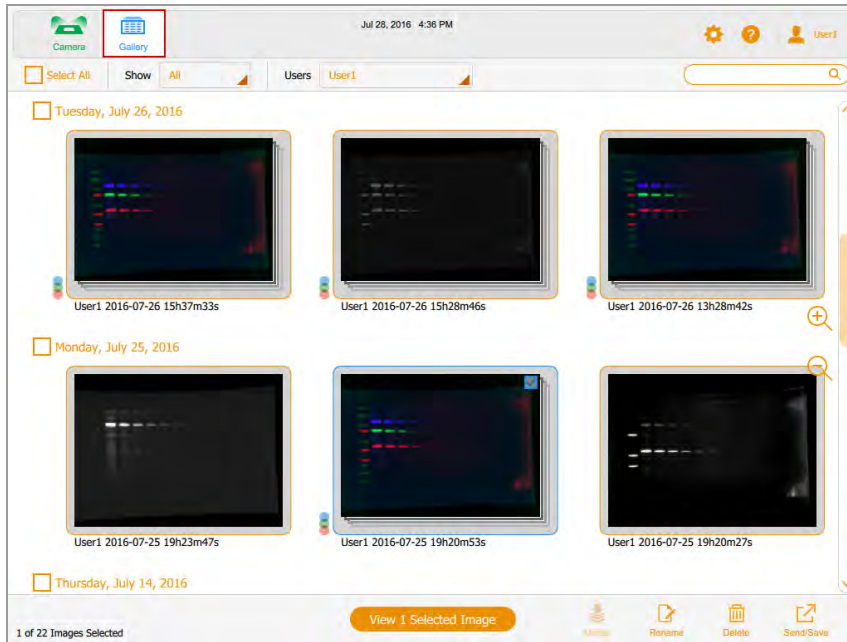 Jul 28, 2016 4:36 PM
Camera
Gallery
User1
Select All
Show
All
Users
User1
Tuesday, July 26, 2016
User1 2016-07-26 15h37m33s
User1 2016-07-26 15h28m46s
User1 2016-07-26 13h28m42s
Monday, July 25, 2016
User1 2016-07-25 19h23m47s
User1 2016-07-25 19h20m53s
User1 2016-07-25 19h20m27s
Thursday, July 14, 2016
1 of 22 Images Selected
View 1 Selected Image
Rename
Delete
Send/Save